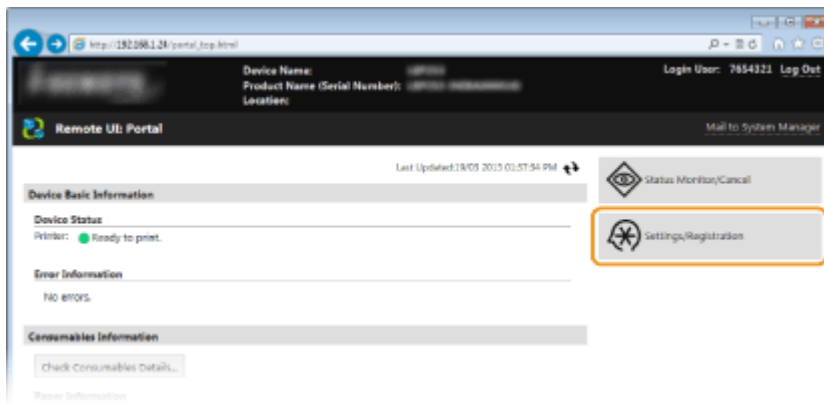 http://192.168.1.24/portal_top.html
Device Name:
Product Name (Serial Number):
Location:
Login User: 7654321 Log Out
Remote UI: Portal
Mail to System Manager
Last Updated:19/05 2015 01:57:54 PM
Device Basic Information
Device Status
Printer: Ready to print.
Error Information
No errors.
Consumables Information
Check Consumables Details...
Paper Information
Status Monitor/Cancel
Settings/Registration